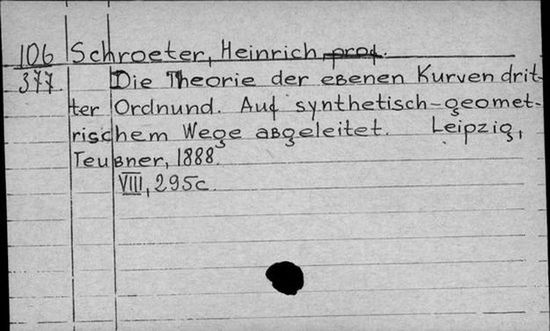 106 Schroeter, Heinrich, prof.
377 Die Theorie der ebenen Kurven drit-
ter Ordnund. Auf synthetisch-geomet-
rischem Wege abgeleitet. Leipzig,
Teubner, 1888.
VIII, 295c.